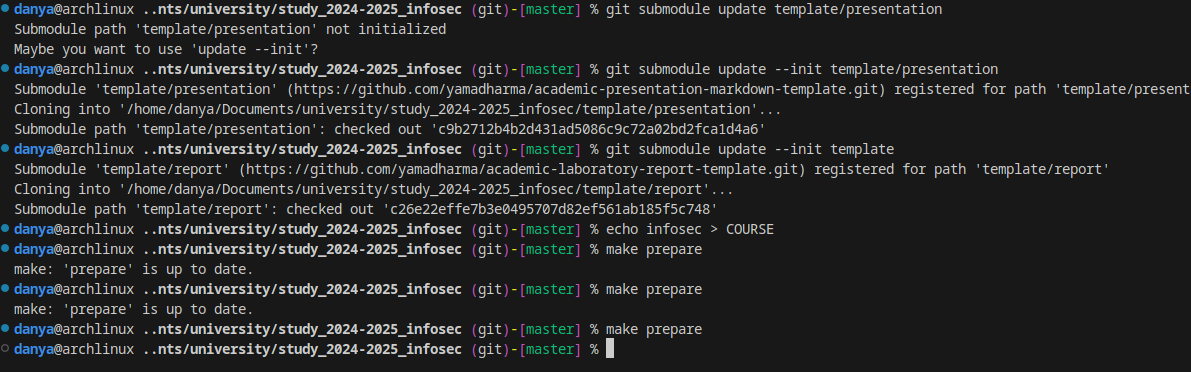 danya@archlinux ..nts/university/study_2024-2025_infosec (git)-[master] % git submodule update template/presentation
Submodule path 'template/presentation' not initialized
Maybe you want to use 'update --init'?
danya@archlinux ..nts/university/study_2024-2025_infosec (git)-[master] % git submodule update --init template/presentation
Submodule 'template/presentation' (https://github.com/yamadharma/academic-presentation-markdown-template.git) registered for path 'template/present
Cloning into '/home/danya/Documents/university/study_2024-2025_infosec/template/presentation'...
Submodule path 'template/presentation': checked out 'c9b2712b4b2d431ad5086c9c72a02bd2fca1d4a6'
danya@archlinux ..nts/university/study_2024-2025_infosec (git)-[master] % git submodule update --init template
Submodule 'template/report' (https://github.com/yamadharma/academic-laboratory-report-template.git) registered for path 'template/report'
Cloning into '/home/danya/Documents/university/study_2024-2025_infosec/template/report'...
Submodule path 'template/report': checked out 'c26e22effe7b3e0495707d82ef561ab185f5c748'
danya@archlinux ..nts/university/study_2024-2025_infosec (git)-[master] % echo infosec > COURSE
danya@archlinux ..nts/university/study_2024-2025_infosec (git)-[master] % make prepare
make: 'prepare' is up to date.
danya@archlinux ..nts/university/study_2024-2025_infosec (git)-[master] % make prepare
make: 'prepare' is up to date.
danya@archlinux ..nts/university/study_2024-2025_infosec (git)-[master] % make prepare
danya@archlinux ..nts/university/study_2024-2025_infosec (git)-[master] %